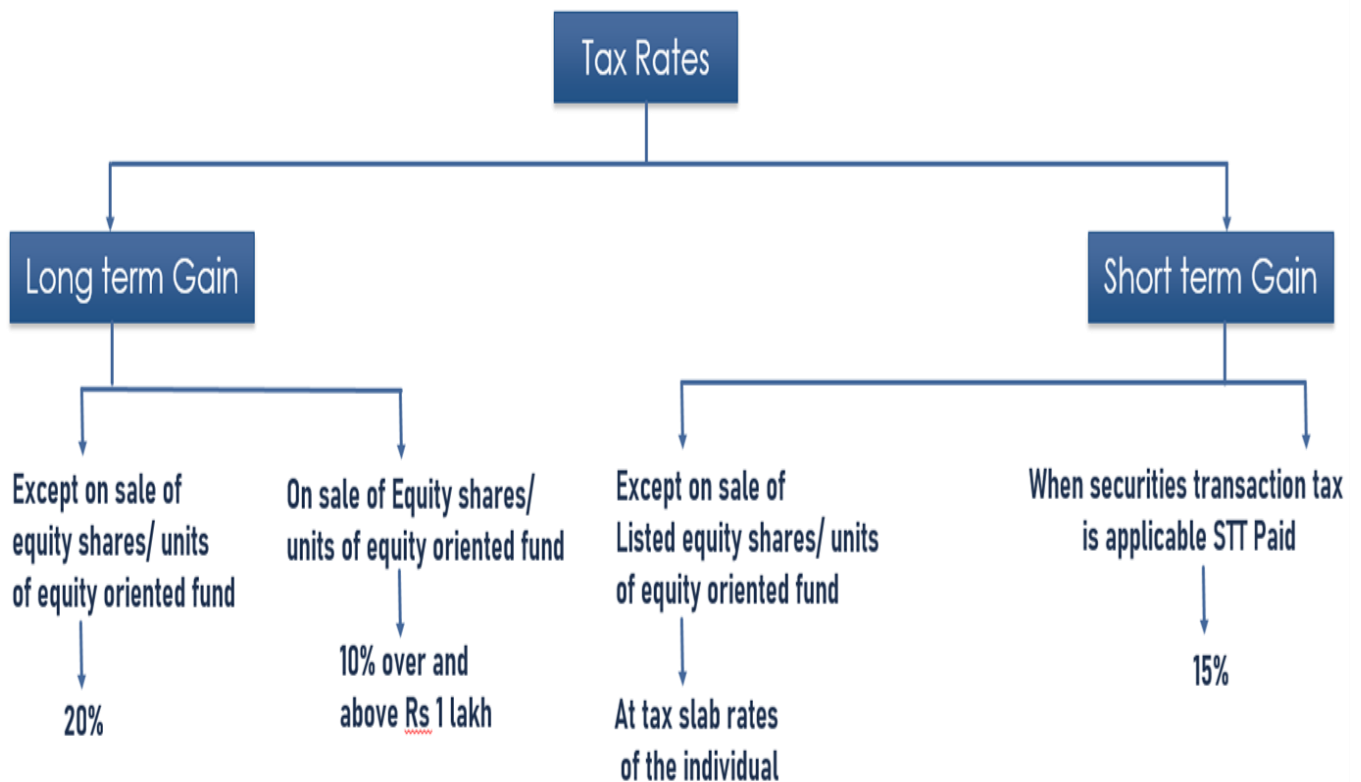 Tax Rates
Long term Gain
Short term Gain
Except on sale of
equity shares/ units
of equity oriented fund
20%
On sale of Equity shares/
units of equity oriented fund
10% over and
above Rs 1 lakh
Except on sale of
Listed equity shares/ units
of equity oriented fund
At tax slab rates
of the individual
When securities transaction tax
is applicable STT Paid
15%